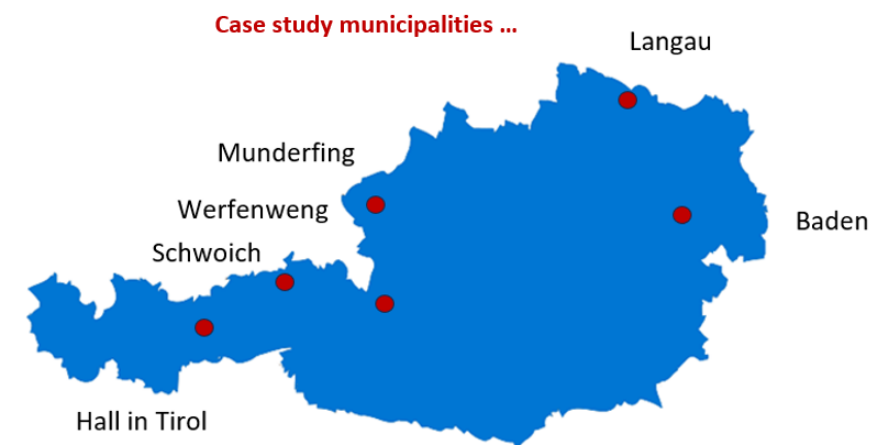 Case study municipalities ...
Langau
Munderfing
Werfenweng
Baden
Schwoich
Hall in Tirol